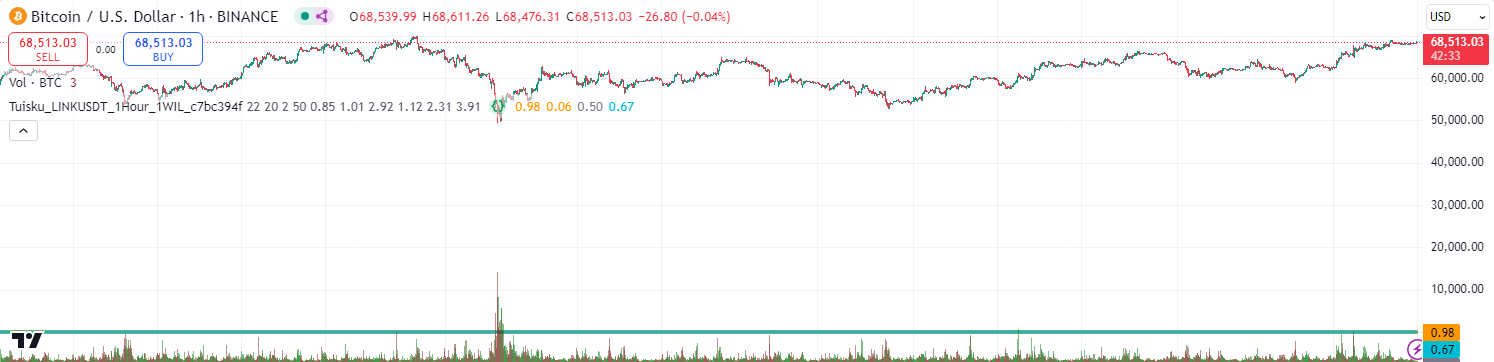 Bitcoin / U.S. Dollar · 1h · BINANCE O68,539.99 H68,611.26 L68,476.31 C68,513.03 −26.80 (−0.04%) USD
68,513.03 SELL 0.00 68,513.03 BUY
68,513.03
42:33
Vol · BTC 3
60,000.00
Tuisku_LINKUSDT_1Hour_1WIL_c7bc394f 22 20 2 50 0.85 1.01 2.92 1.12 2.31 3.91 0.98 0.06 0.50 0.67
50,000.00
40,000.00
30,000.00
20,000.00
10,000.00
0.98
0.67